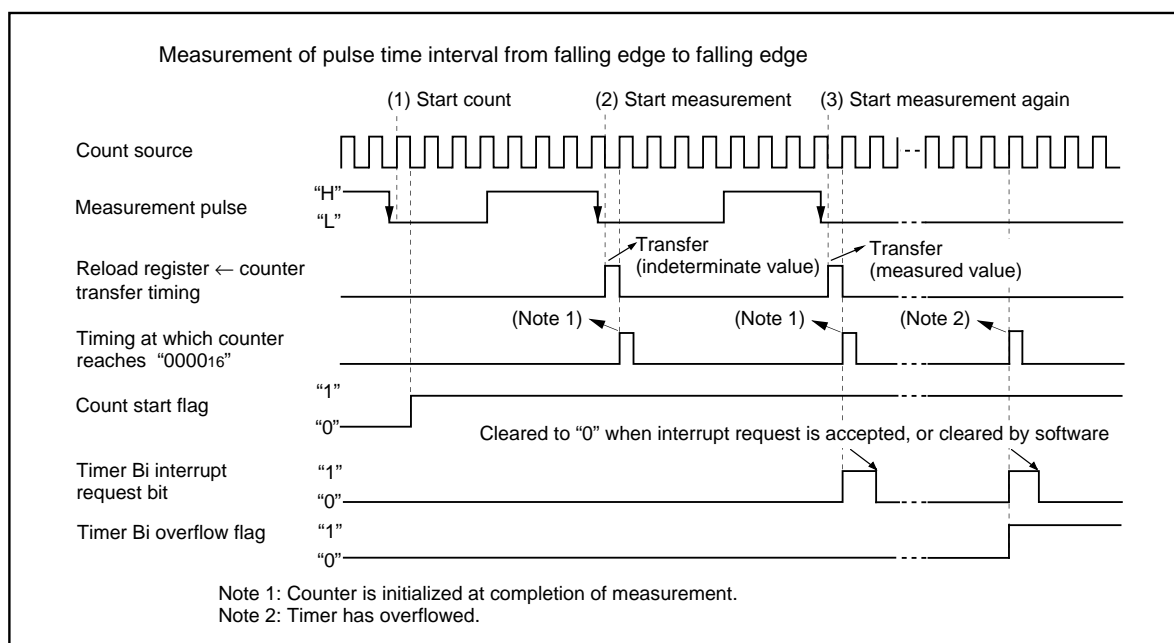 Measurement of pulse time interval from falling edge to falling edge
(1) Start count
(2) Start measurement
(3) Start measurement again
Count source
“H”
Measurement pulse
“L”
Reload register ← counter
transfer timing
Transfer
(indeterminate value)
Transfer
(measured value)
(Note 1)
(Note 1)
(Note 2)
Timing at which counter
reaches “000016”
“1”
Count start flag
“0”
Cleared to “0” when interrupt request is accepted, or cleared by software
Timer Bi interrupt
request bit
“1”
“0”
Timer Bi overflow flag
“1”
“0”
Note 1: Counter is initialized at completion of measurement.
Note 2: Timer has overflowed.